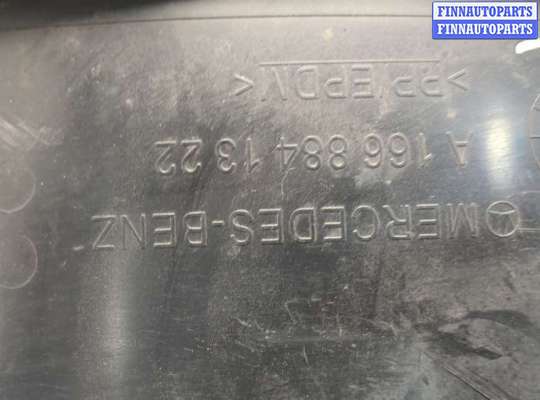 FINNAUTOPARTS
FINNAUTOPARTS
MERCEDES-BENZ
A 166 884 13 22
>PP/EPDM<